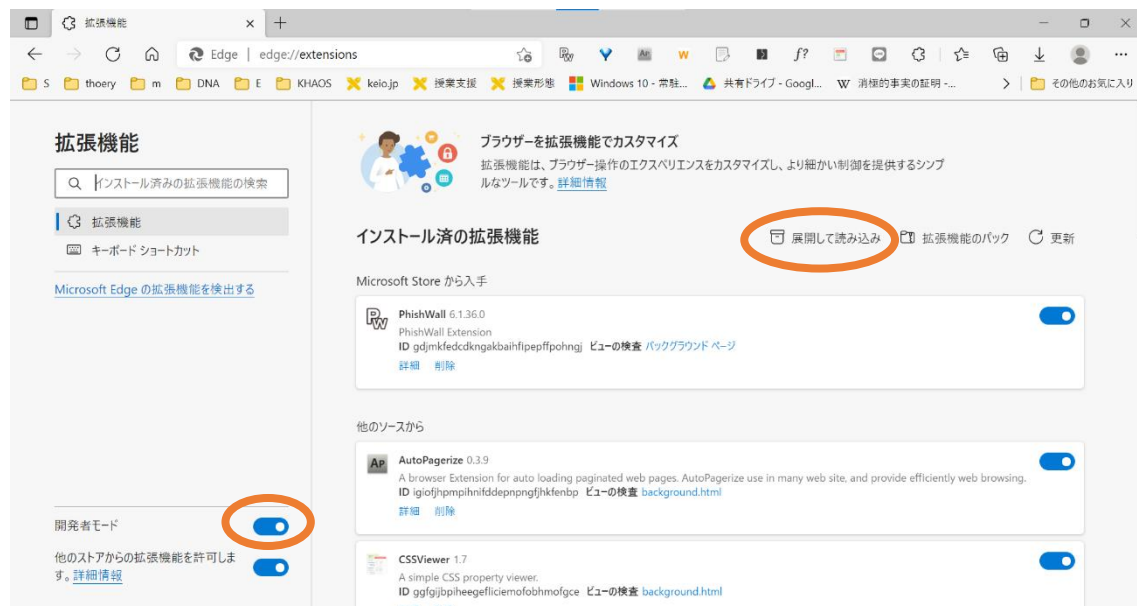 拡張機能
Edge edge://extensions
S thoery m DNA E KHAOS keio.jp 授業支援 授業形態 Windows 10 - 常駐... 共有ドライブ - Googl... W 消極的事実の証明 -... その他のお気に入り
拡張機能
インストール済みの拡張機能の検索
拡張機能
キーボード ショートカット
Microsoft Edge の拡張機能を検出する
開発者モード
他のストアからの拡張機能を許可しま
す。詳細情報
ブラウザーを拡張機能でカスタマイズ
拡張機能は、ブラウザー操作のエクスペリエンスをカスタマイズし、より細かい制御を提供するシンプ
ルなツールです。詳細情報
インストール済の拡張機能
展開して読み込み 拡張機能のパック 更新
Microsoft Store から入手
PhishWall 6.1.36.0
PhishWall Extension
ID gdjmkfedcdkngakbaihfipepffpohngj ビューの検査 バックグラウンド ページ
詳細 削除
他のソースから
AP AutoPagerize 0.3.9
A browser Extension for auto loading paginated web pages. AutoPagerize use in many web site, and provide efficiently web browsing.
ID igiofjhpmpihnifddepnpngfjhkfenbp ビューの検査 background.html
詳細 削除
CSSViewer 1.7
A simple CSS property viewer.
ID ggfgijbpiheegefliciemofobhmofgce ビューの検査 background.html